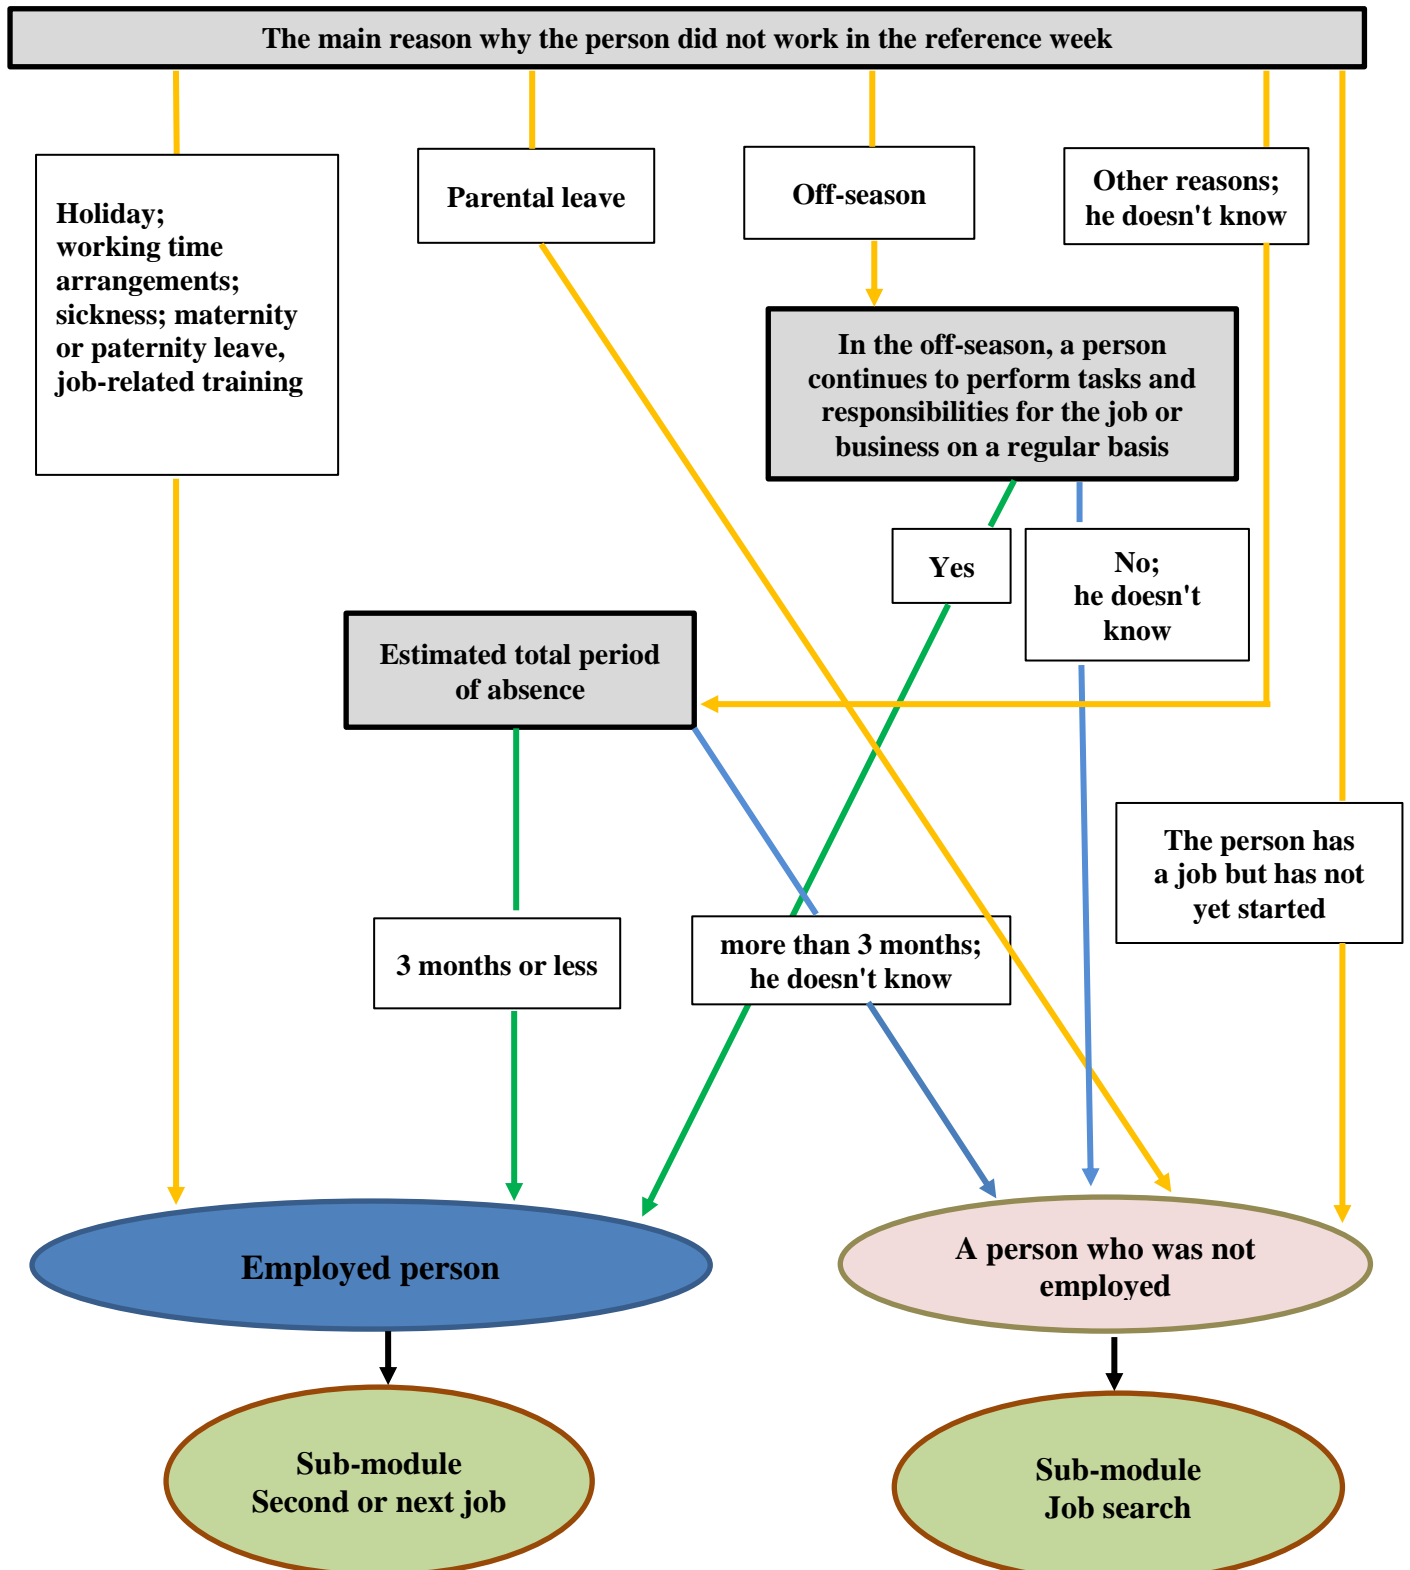 The main reason why the person did not work in the reference week
Holiday;
working time
arrangements;
sickness; maternity
or paternity leave,
job-related training
Parental leave
Off-season
Other reasons;
he doesn't know
In the off-season, a person
continues to perform tasks and
responsibilities for the job or
business on a regular basis
Yes
No;
he doesn't
know
Estimated total period
of absence
The person has
a job but has not
yet started
3 months or less
more than 3 months;
he doesn't know
Employed person
A person who was not
employed
Sub-module
Second or next job
Sub-module
Job search